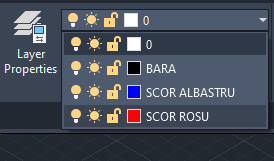 0
Layer
Properties
0
BARA
SCOR ALBASTRU
SCOR ROSU